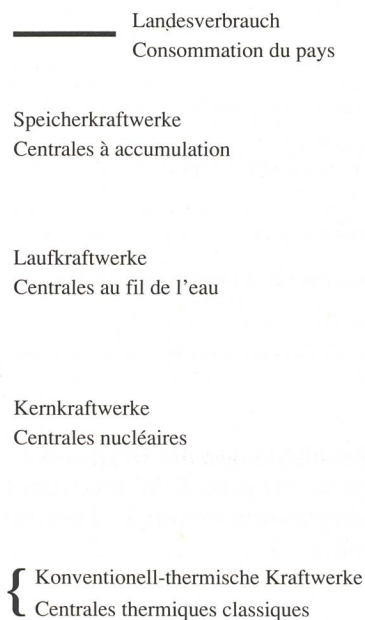 Landesverbrauch
Consommation du pays
Speicherkraftwerke
Centrales à accumulation
Laufkraftwerke
Centrales au fil de l'eau
Kernkraftwerke
Centrales nucléaires
{ Konventionell-thermische Kraftwerke
Centrales thermiques classiques